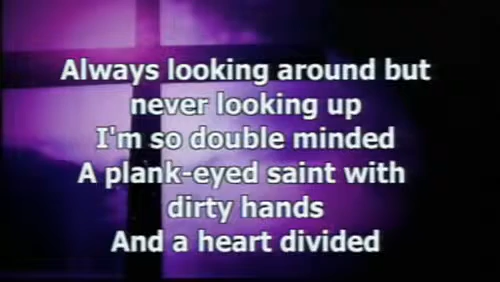 Always looking around but
never looking up
I'm so double minded
A plank-eyed saint with
dirty hands
And a heart divided